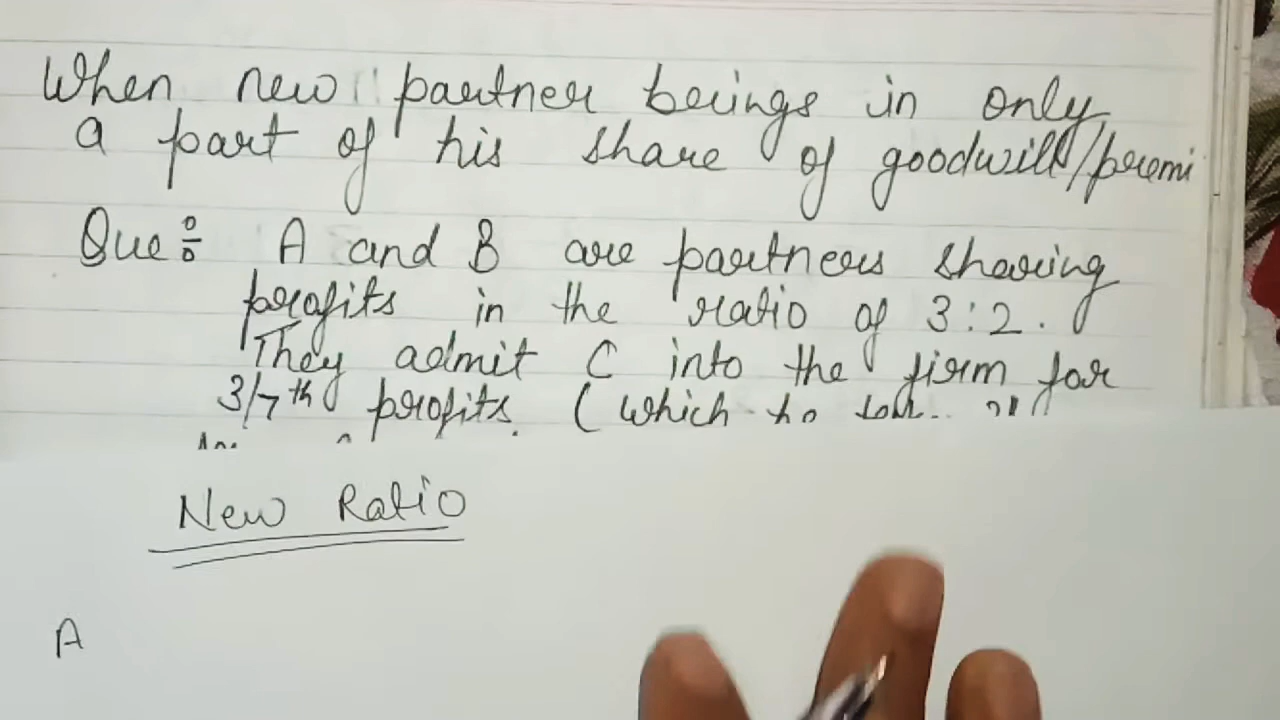 When new partner brings in only
a part of his share of goodwill/premi
Que: A and B are partners sharing
profits in the ratio of 3:2.
They admit C into the firm for
3/7th profits. (which he
New Ratio
A